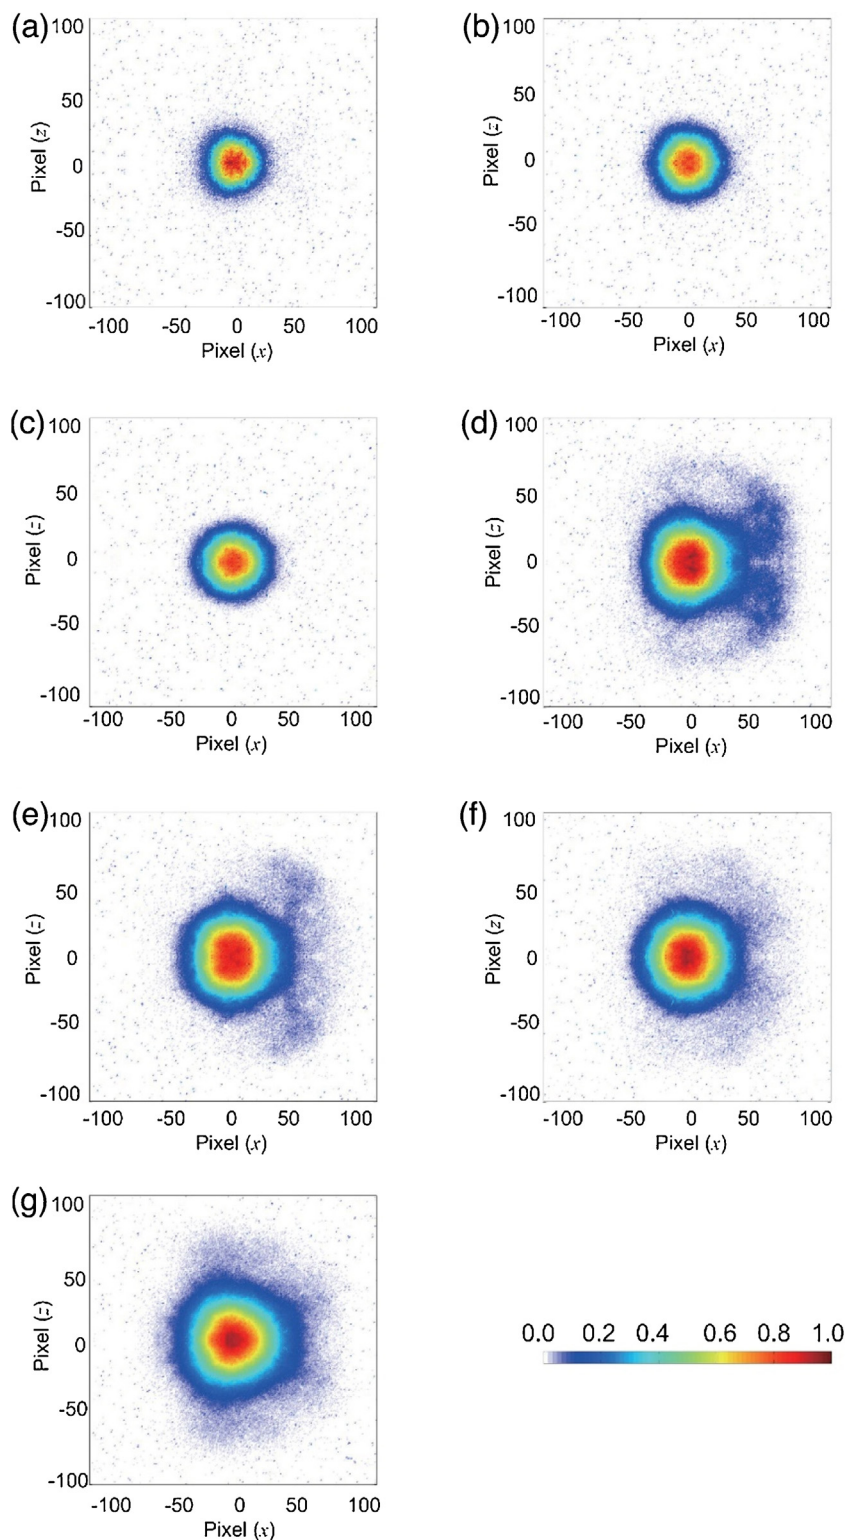 (a) 100 (b) 100
50 50
Pixel (z) 0 Pixel (z) 0
-50 -50
-100 -100
-100 -50 0 50 100 -100 -50 0 50 100
Pixel (x) Pixel (x)
(c) 100 (d) 100
50 50
Pixel (z) 0 Pixel (z) 0
-50 -50
-100 -100
-100 -50 0 50 100 -100 -50 0 50 100
Pixel (x) Pixel (x)
(e) 100 (f) 100
50 50
Pixel (z) 0 Pixel (z) 0
-50 -50
-100 -100
-100 -50 0 50 100 -100 -50 0 50 100
Pixel (x) Pixel (x)
(g) 100
50
Pixel (z) 0
-50
-100
-100 -50 0 50 100
Pixel (x)
0.0 0.2 0.4 0.6 0.8 1.0